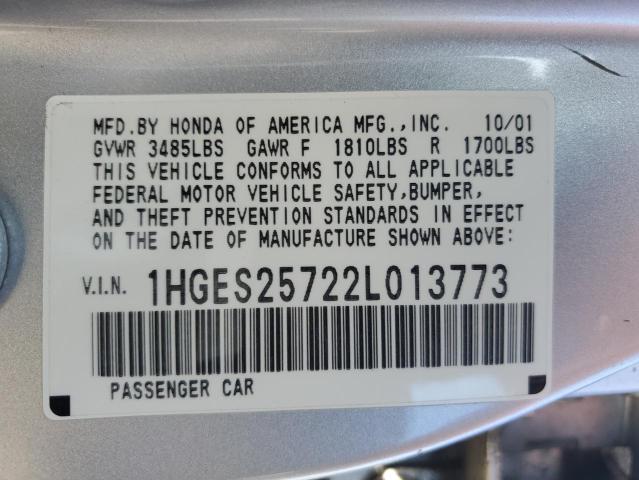 MFD.BY HONDA OF AMERICA MFG.,INC. 10/01
GVWR 3485LBS GAWR F 1810LBS R 1700LBS
THIS VEHICLE CONFORMS TO ALL APPLICABLE
FEDERAL MOTOR VEHICLE SAFETY,BUMPER,
AND THEFT PREVENTION STANDARDS IN EFFECT
ON THE DATE OF MANUFACTURE SHOWN ABOVE:
V.I.N. 1HGES25722L013773
PASSENGER CAR